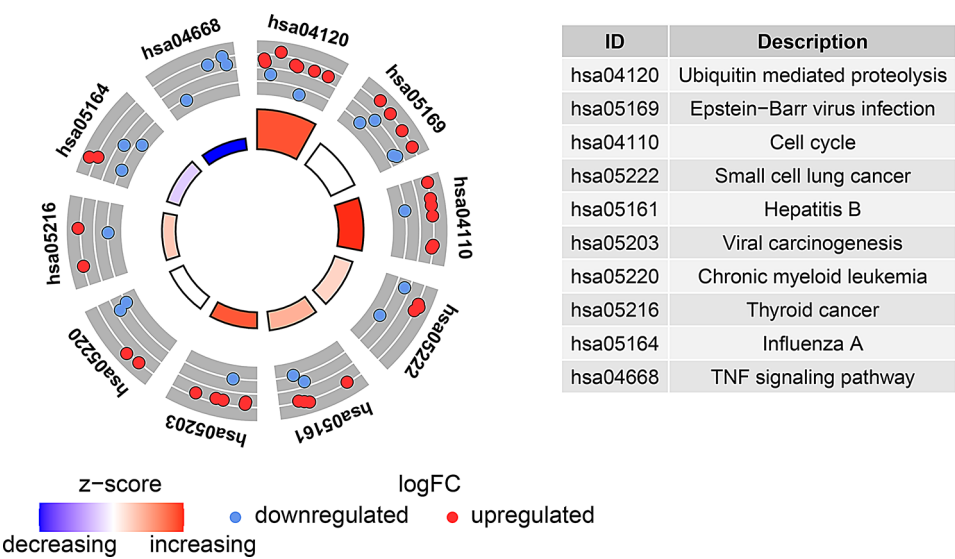 hsa04668
hsa04120
hsa05164
hsa05169
hsa05216
hsa04110
hsa05220
hsa05222
hsa05203
hsa05161
z−score
decreasing
increasing
logFC
downregulated
upregulated
ID Description
hsa04120 Ubiquitin mediated proteolysis
hsa05169 Epstein−Barr virus infection
hsa04110 Cell cycle
hsa05222 Small cell lung cancer
hsa05161 Hepatitis B
hsa05203 Viral carcinogenesis
hsa05220 Chronic myeloid leukemia
hsa05216 Thyroid cancer
hsa05164 Influenza A
hsa04668 TNF signaling pathway